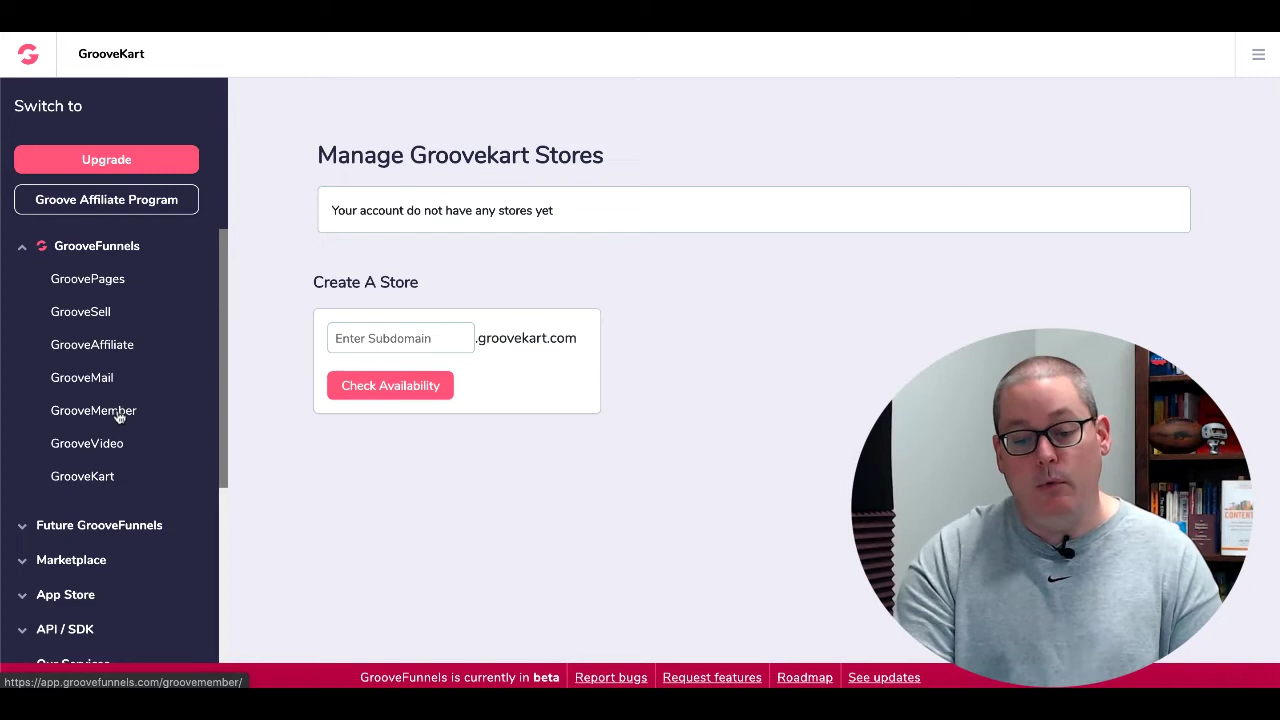 GrooveKart
Switch to
Upgrade
Groove Affiliate Program
GrooveFunnels
GroovePages
GrooveSell
GrooveAffiliate
GrooveMail
GrooveMember
GrooveVideo
GrooveKart
Future GrooveFunnels
Marketplace
App Store
API / SDK
Our Services
https://app.groovefunnels.com/groovemember/
Manage Groovekart Stores
Your account do not have any stores yet
Create A Store
Enter Subdomain .groovekart.com
Check Availability
CONTENT
GrooveFunnels is currently in beta Report bugs Request features Roadmap See updates